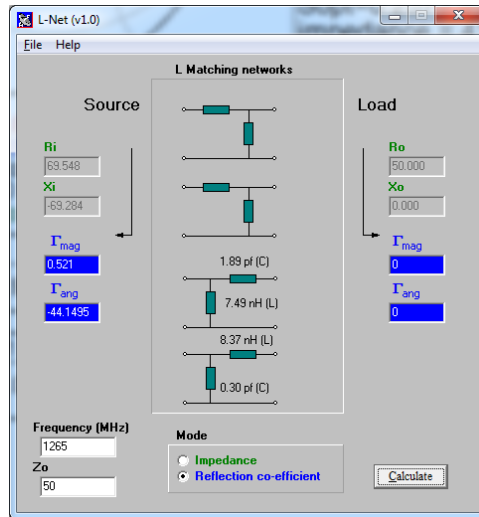 L-Net (v1.0)
File Help
L Matching networks
Source
Load
Ri
69.548
Xi
-69.284
Γmag
0.521
Γang
-44.1495
Ro
50.000
Xo
0.000
Γmag
0
Γang
0
1.89 pf (C)
7.49 nH (L)
8.37 nH (L)
0.30 pf (C)
Frequency (MHz)
1265
Zo
50
Mode
Impedance
Reflection co-efficient
Calculate